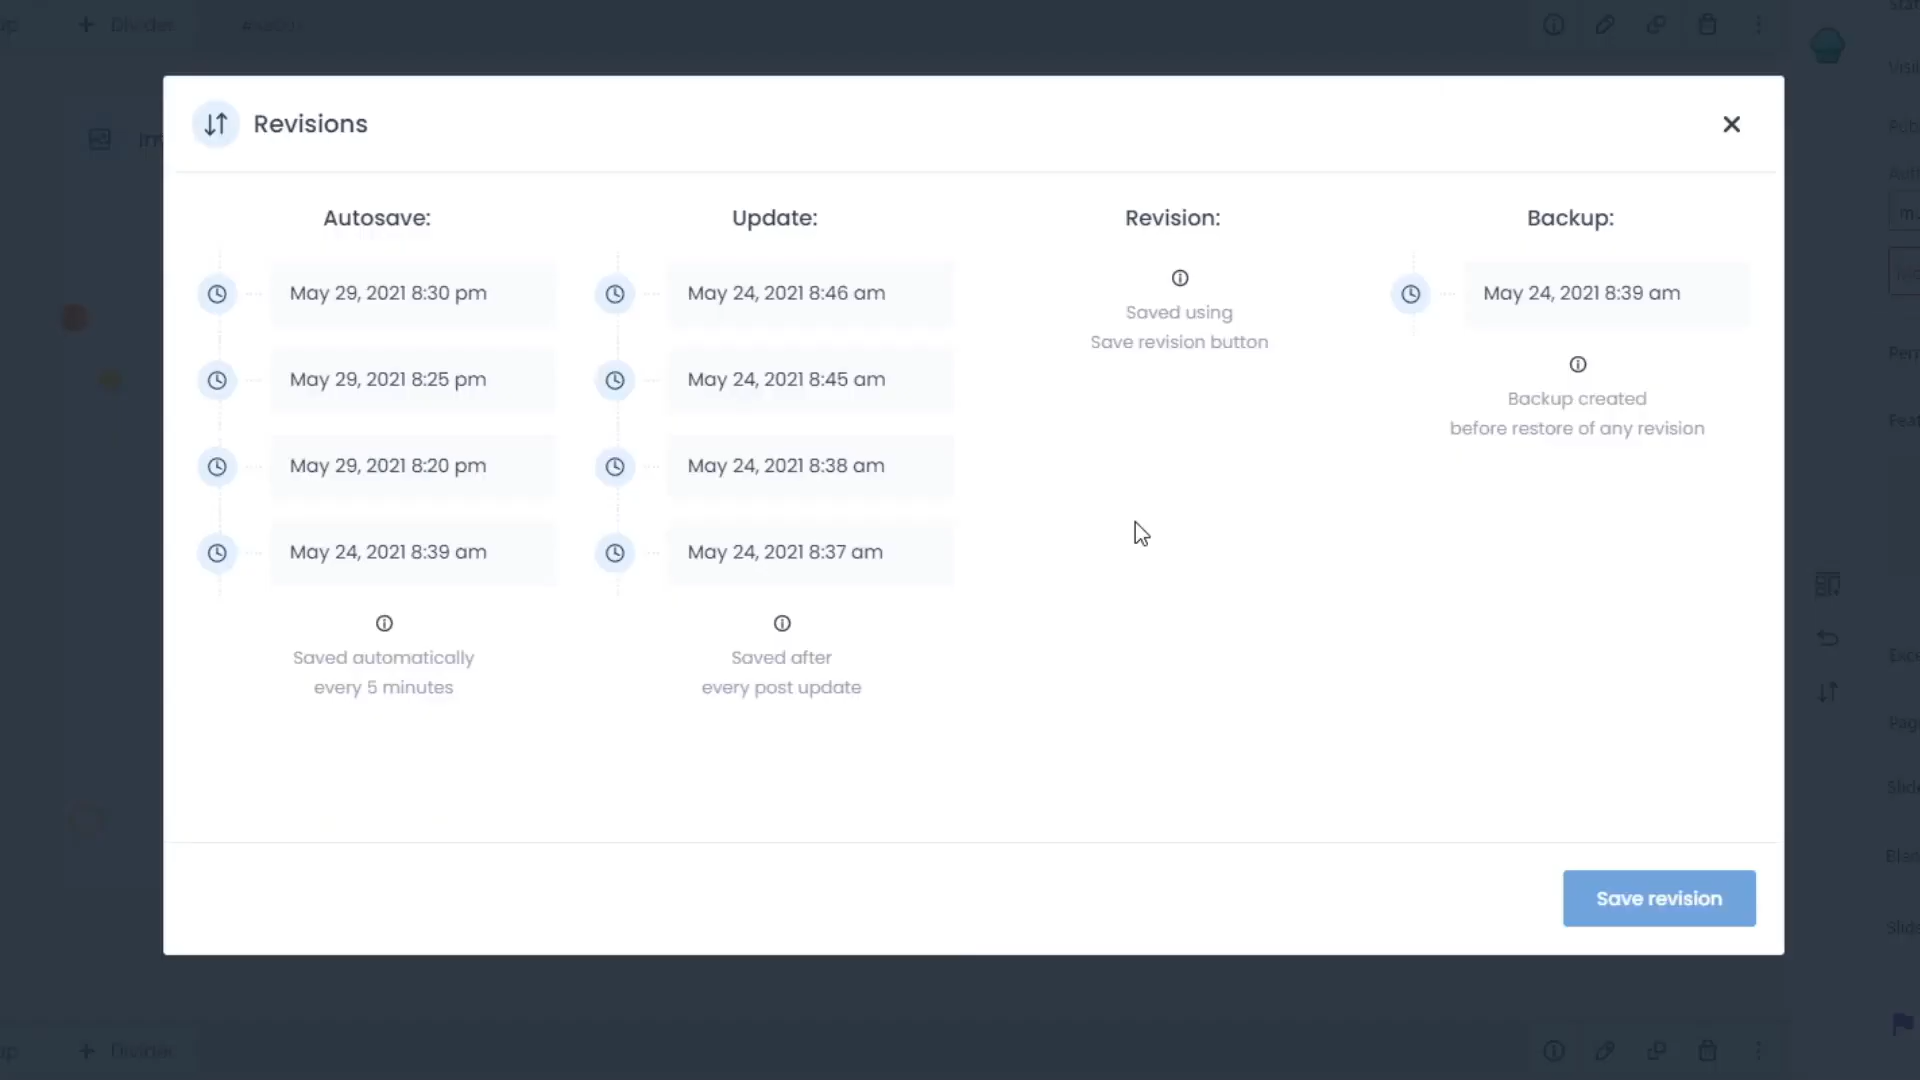 Divider
Revisions
Autosave:
May 29, 2021 8:30 pm
May 29, 2021 8:25 pm
May 29, 2021 8:20 pm
May 24, 2021 8:39 am
Saved automatically
every 5 minutes
Update:
May 24, 2021 8:46 am
May 24, 2021 8:45 am
May 24, 2021 8:38 am
May 24, 2021 8:37 am
Saved after
every post update
Revision:
Saved using
Save revision button
Backup:
May 24, 2021 8:39 am
Backup created
before restore of any revision
Save revision
Divider